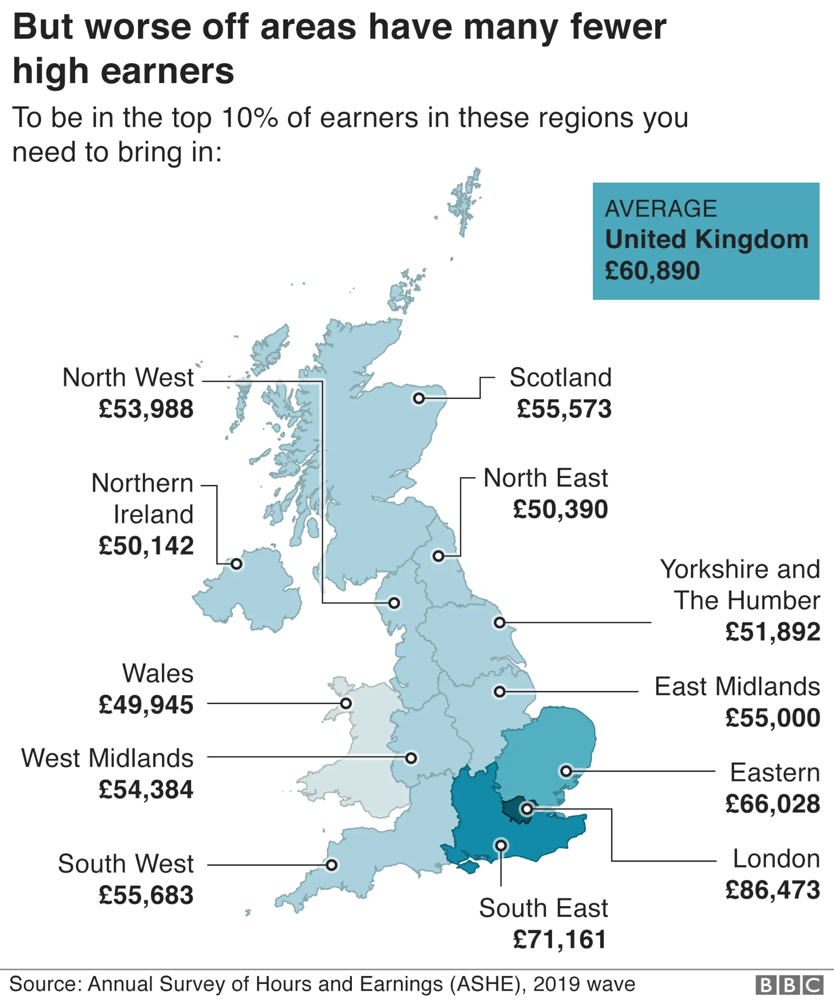 But worse off areas have many fewer
high earners
To be in the top 10% of earners in these regions you
need to bring in:
AVERAGE
United Kingdom
£60,890
North West
£53,988
Scotland
£55,573
Northern
Ireland
£50,142
North East
£50,390
Yorkshire and
The Humber
£51,892
Wales
£49,945
East Midlands
£55,000
West Midlands
£54,384
Eastern
£66,028
South West
£55,683
London
£86,473
South East
£71,161
Source: Annual Survey of Hours and Earnings (ASHE), 2019 wave
BBC